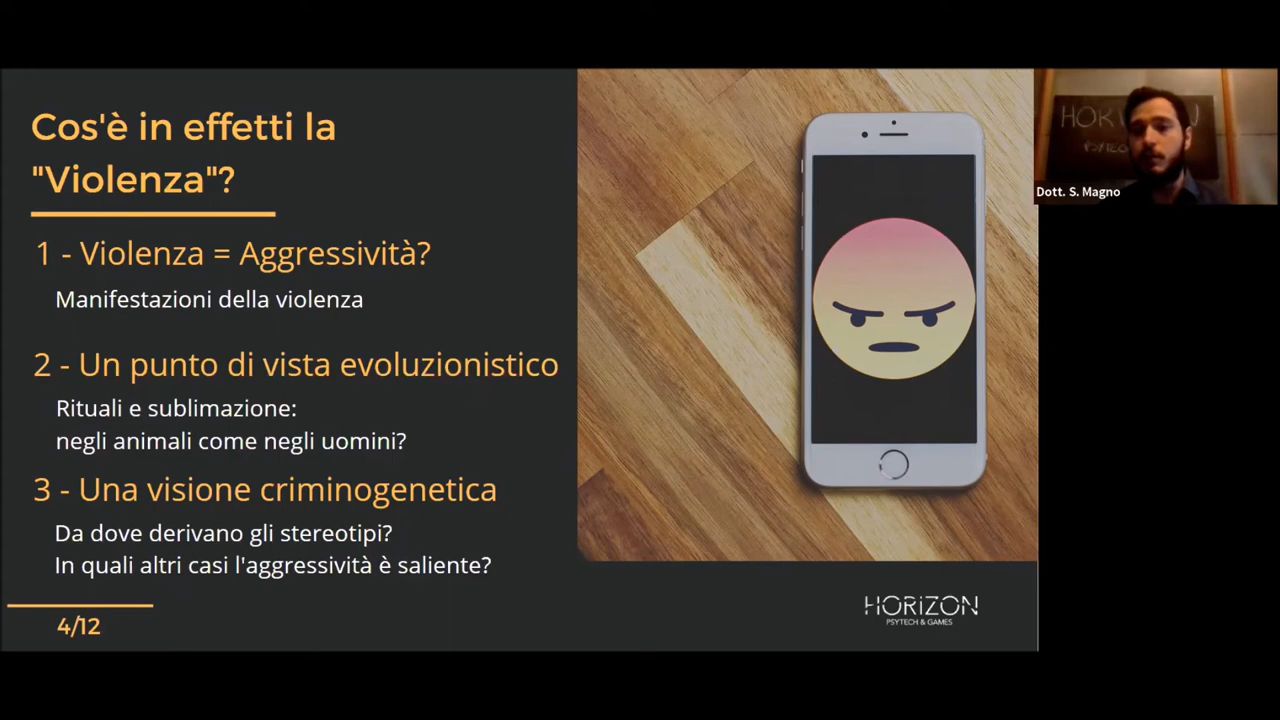 Cos'è in effetti la
"Violenza"?
1 - Violenza = Aggressività?
Manifestazioni della violenza
2 - Un punto di vista evoluzionistico
Rituali e sublimazione:
negli animali come negli uomini?
3 - Una visione criminogenetica
Da dove derivano gli stereotipi?
In quali altri casi l'aggressività è saliente?
4/12
HORIZON
PSYTECH & GAMES
Dott. S. Magno